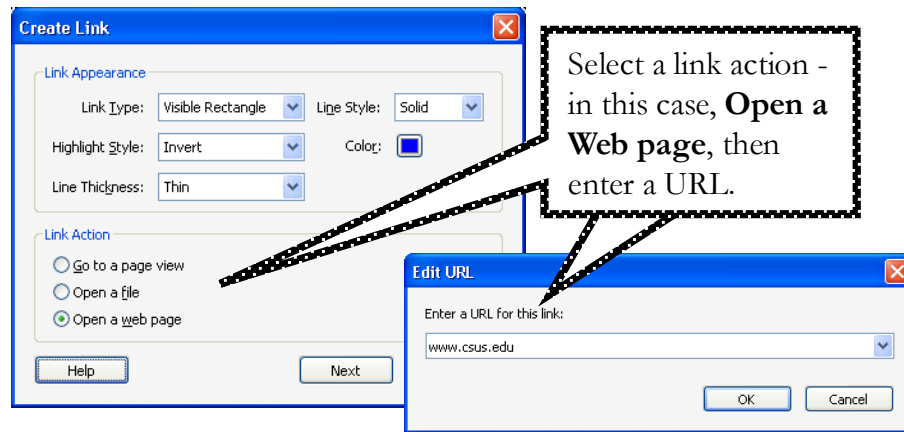 Create Link
Link Appearance
Link Type: Visible Rectangle Line Style: Solid
Highlight Style: Invert Color:
Line Thickness: Thin
Link Action
Go to a page view
Open a file
Open a web page
Help Next
Select a link action -
in this case, Open a
Web page, then
enter a URL.
Edit URL
Enter a URL for this link:
www.csus.edu
OK Cancel